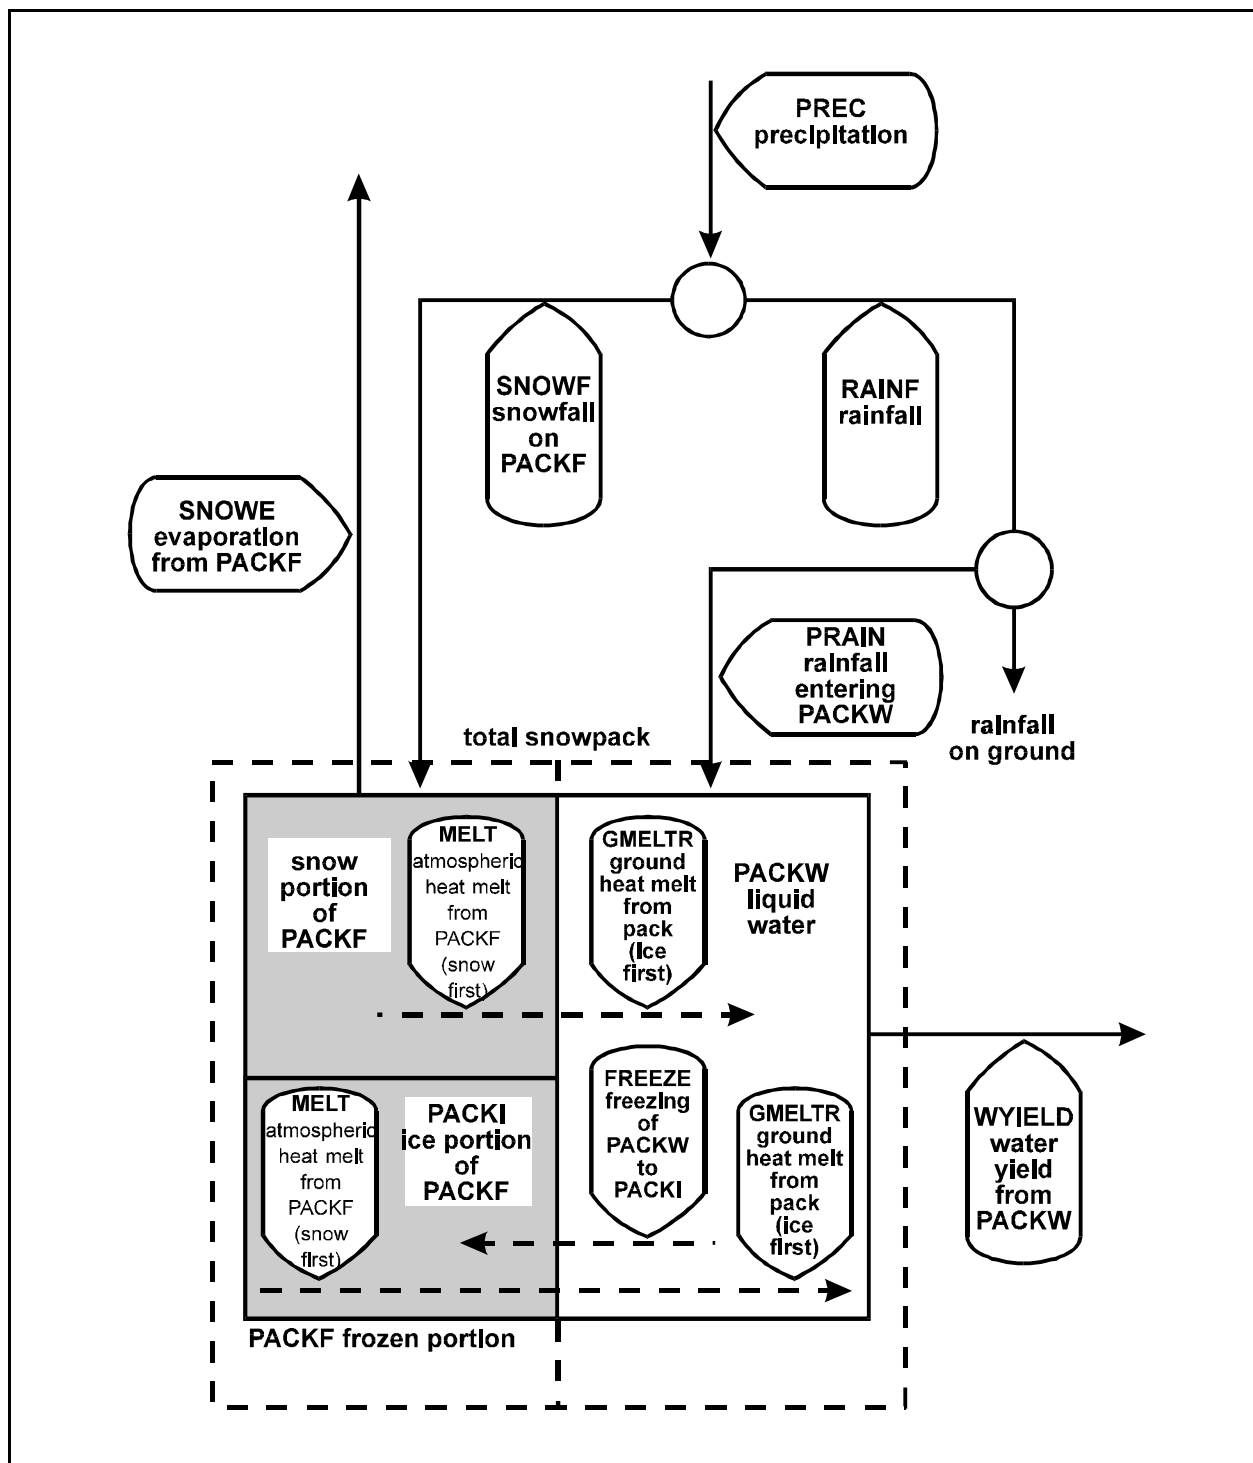 PREC
precipitation
SNOWF
snowfall
on
PACKF
RAINF
rainfall
SNOWE
evaporation
from PACKF
PRAIN
rainfall
entering
PACKW
rainfall
on ground
total snowpack
snow
portion
of
PACKF
MELT
atmospheric
heat melt
from
PACKF
(snow
first)
GMELTR
ground
heat melt
from
pack
(ice
first)
PACKW
liquid
water
MELT
atmospheric
heat melt
from
PACKF
(snow
first)
PACKI
ice portion
of
PACKF
FREEZE
freezing
of
PACKW
to
PACKI
GMELTR
ground
heat melt
from
pack
(ice
first)
WYIELD
water
yield
from
PACKW
PACKF frozen portion